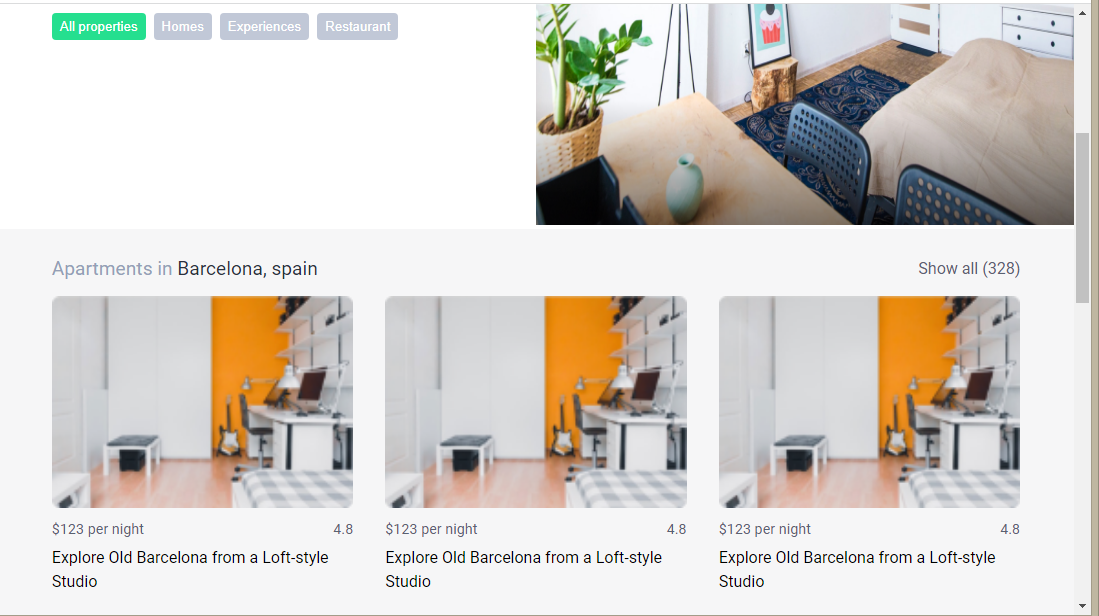 All properties Homes Experiences Restaurant
Apartments in Barcelona, spain Show all (328)
$123 per night 4.8 $123 per night 4.8 $123 per night 4.8
Explore Old Barcelona from a Loft-style Explore Old Barcelona from a Loft-style Explore Old Barcelona from a Loft-style
Studio Studio Studio